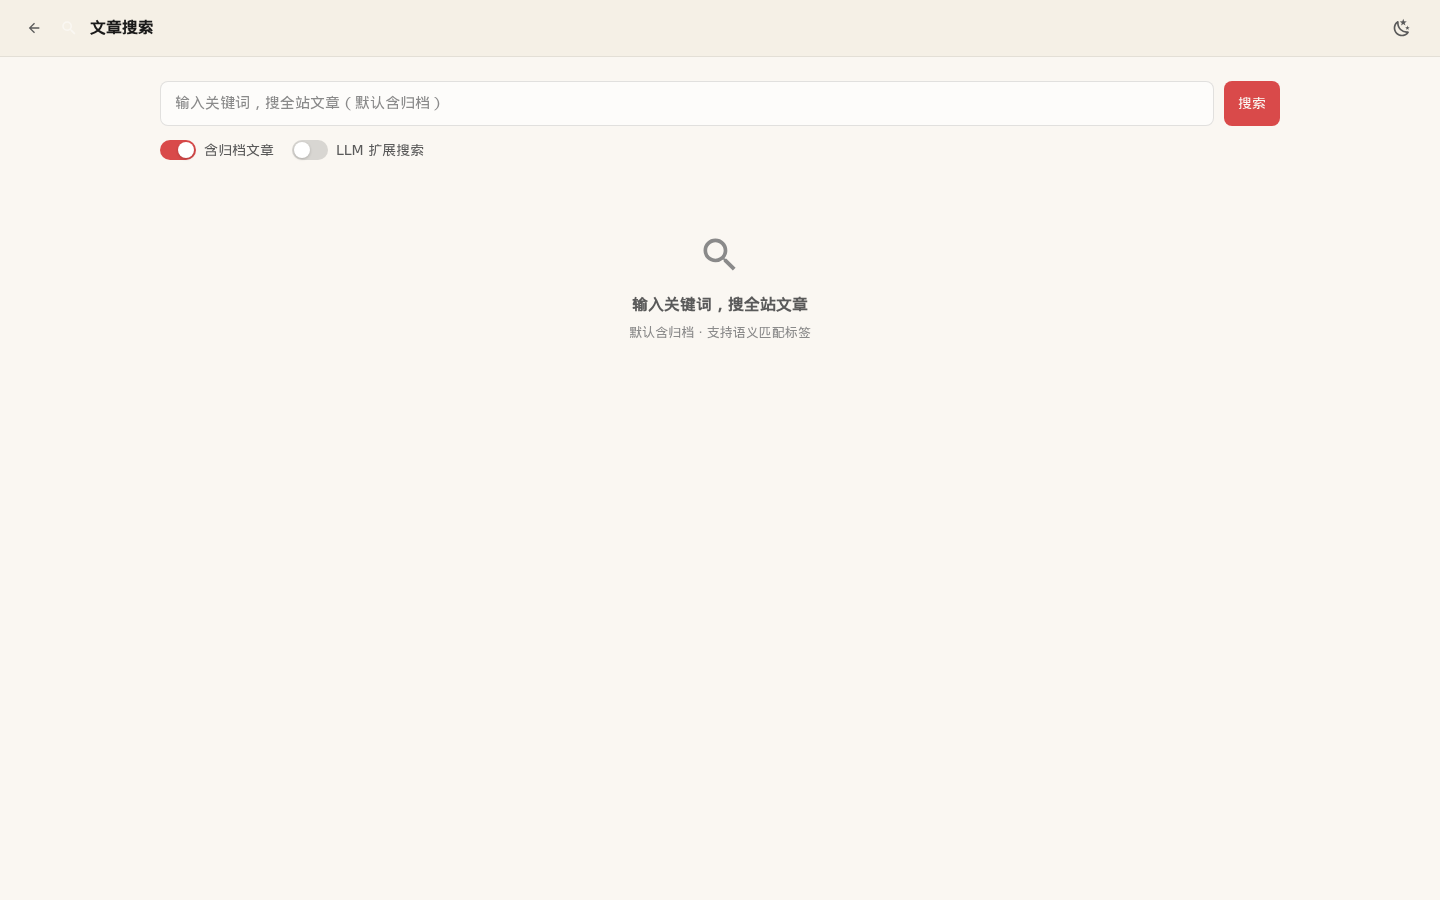 文章搜索
输入关键词，搜全站文章（默认含归档）
搜索
含归档文章
LLM 扩展搜索
输入关键词，搜全站文章
默认含归档 · 支持语义匹配标签